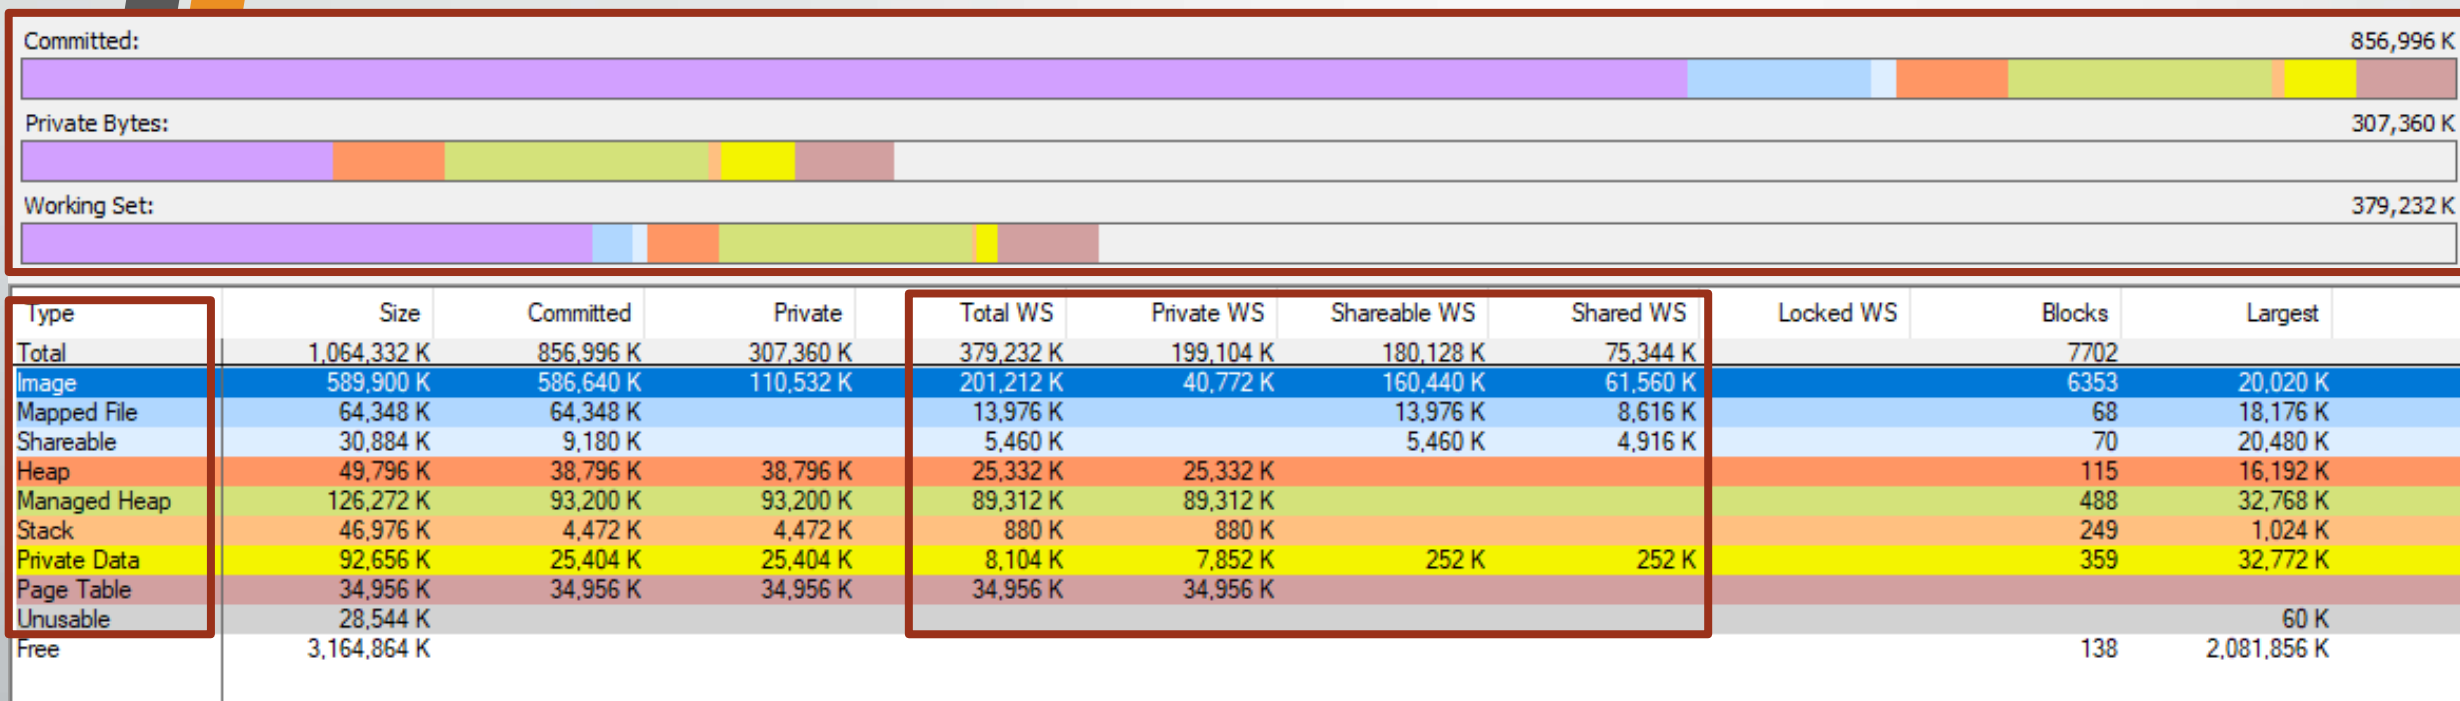 Committed: 856,996 K
Private Bytes: 307,360 K
Working Set: 379,232 K
Type Size Committed Private Total WS Private WS Shareable WS Shared WS Locked WS Blocks Largest
Total 1,064,332 K 856,996 K 307,360 K 379,232 K 199,104 K 180,128 K 75,344 K 7702
Image 589,900 K 586,640 K 110,532 K 201,212 K 40,772 K 160,440 K 61,560 K 6353 20,020 K
Mapped File 64,348 K 64,348 K 13,976 K 13,976 K 8,616 K 68 18,176 K
Shareable 30,884 K 9,180 K 5,460 K 5,460 K 4,916 K 70 20,480 K
Heap 49,796 K 38,796 K 38,796 K 25,332 K 25,332 K 115 16,192 K
Managed Heap 126,272 K 93,200 K 93,200 K 89,312 K 89,312 K 488 32,768 K
Stack 46,976 K 4,472 K 4,472 K 880 K 880 K 249 1,024 K
Private Data 92,656 K 25,404 K 25,404 K 8,104 K 7,852 K 252 K 252 K 359 32,772 K
Page Table 34,956 K 34,956 K 34,956 K 34,956 K 34,956 K
Unusable 28,544 K 60 K
Free 3,164,864 K 138 2,081,856 K